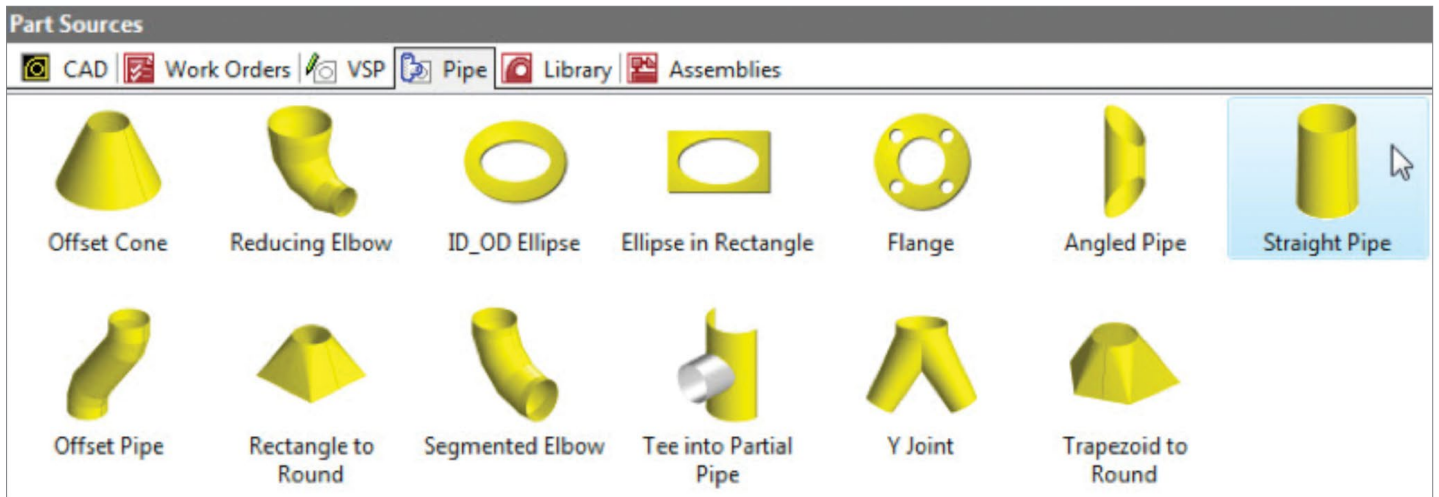 Part Sources
CAD Work Orders VSP Pipe Library Assemblies
Offset Cone Reducing Elbow ID_OD Ellipse Ellipse in Rectangle Flange Angled Pipe Straight Pipe
Offset Pipe Rectangle to Round Segmented Elbow Tee into Partial Pipe Y Joint Trapezoid to Round